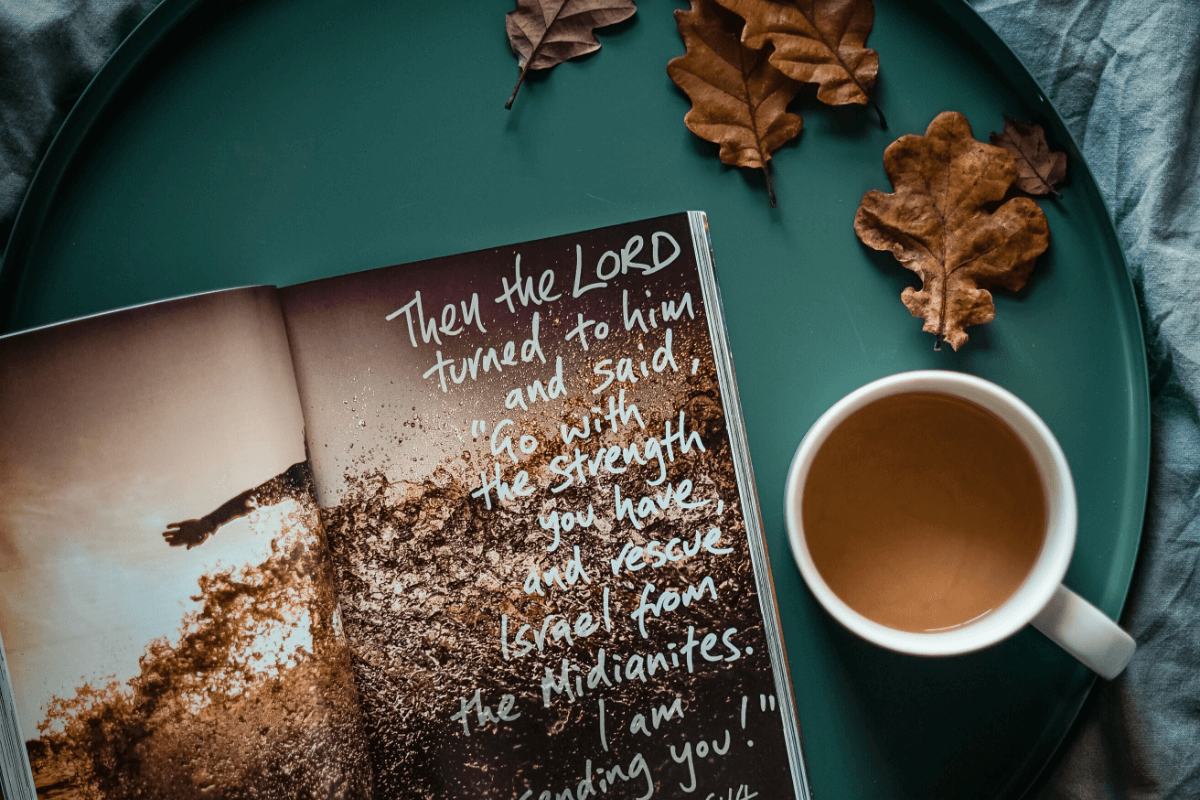 Then the LORD
turned to him
and said,
"Go with
the strength
you have,
and rescue
Israel from
the Midianites.
I am
sending you!"